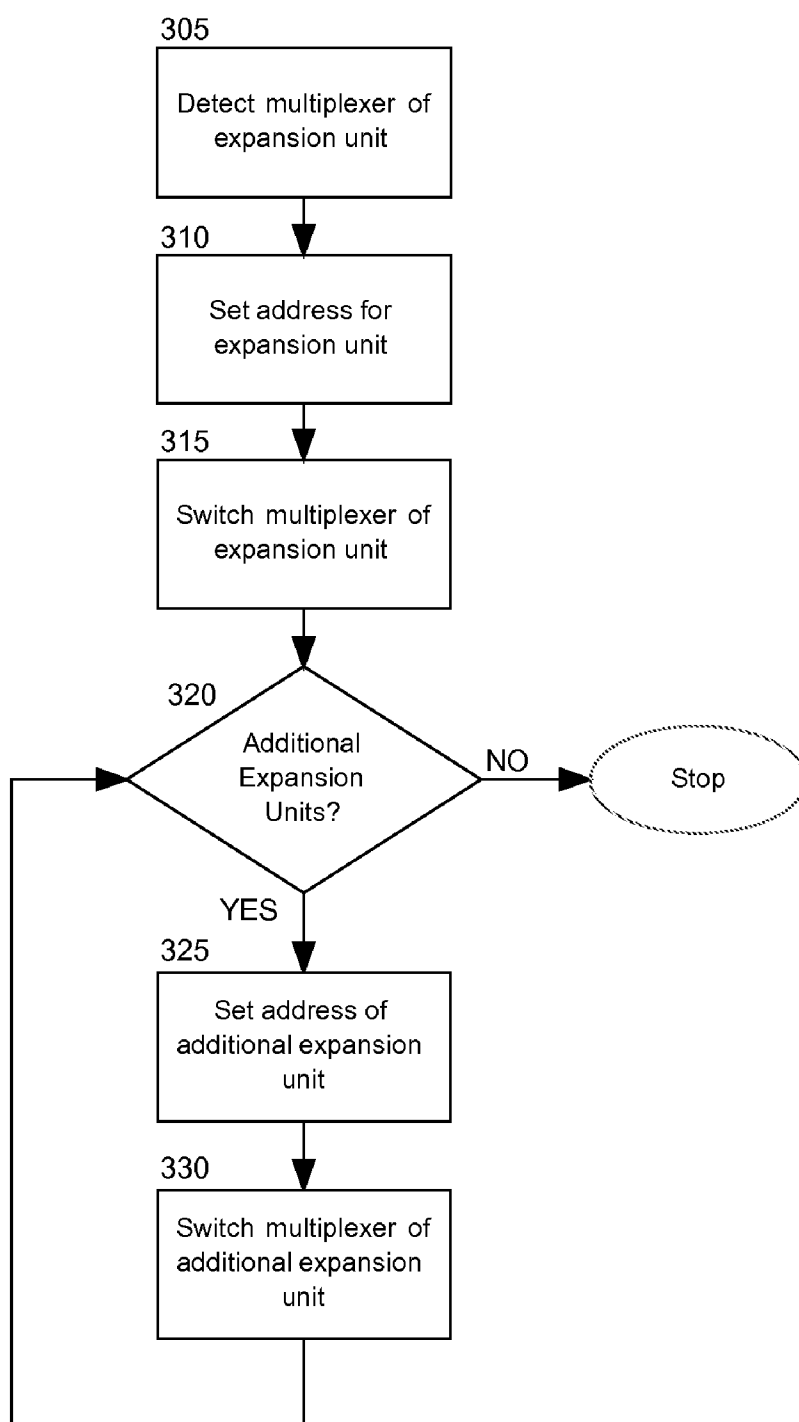 305
Detect multiplexer of
expansion unit
310
Set address for
expansion unit
315
Switch multiplexer of
expansion unit
320
Additional
Expansion
Units?
NO
Stop
YES
325
Set address of
additional expansion
unit
330
Switch multiplexer of
additional expansion
unit